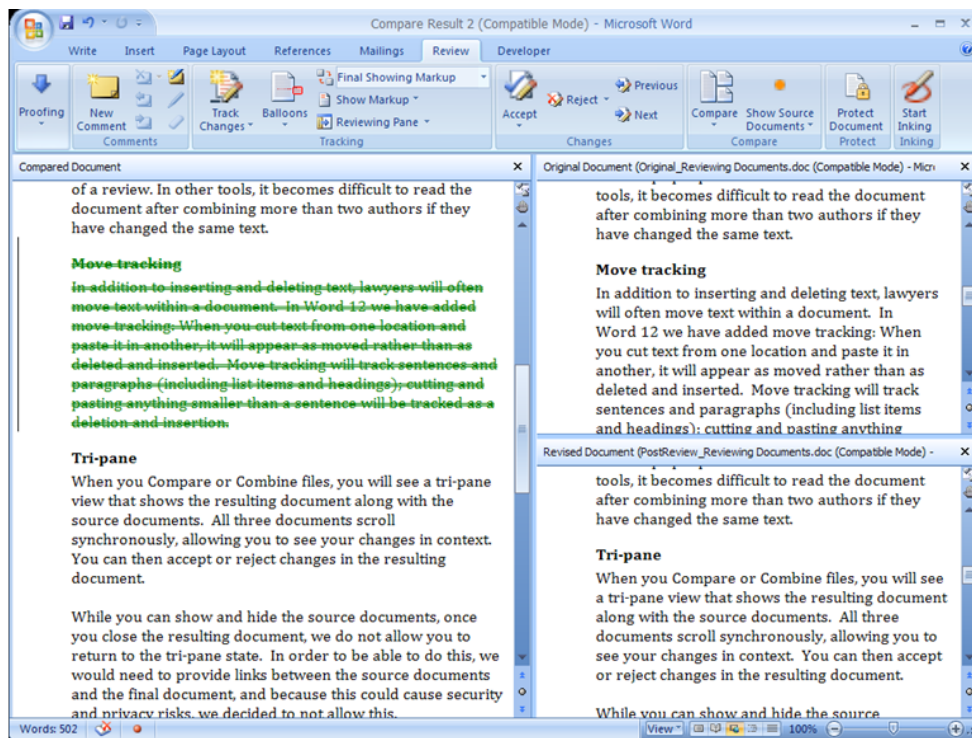 Compare Result 2 (Compatible Mode) - Microsoft Word
Write Insert Page Layout References Mailings Review Developer
Proofing
New Comment
Comments
Track Changes
Balloons
Final Showing Markup
Show Markup
Reviewing Pane
Tracking
Accept
Reject
Previous
Next
Changes
Compare
Show Source Documents
Compare
Protect Document
Protect
Start Inking
Inking
Compared Document
of a review. In other tools, it becomes difficult to read the
document after combining more than two authors if they
have changed the same text.
Move tracking
In addition to inserting and deleting text, lawyers will often
move text within a document. In Word 12 we have added
move tracking: When you cut text from one location and
paste it in another, it will appear as moved rather than as
deleted and inserted. Move tracking will track sentences and
paragraphs (including list items and headings); cutting and
pasting anything smaller than a sentence will be tracked as a
deletion and insertion.
Tri-pane
When you Compare or Combine files, you will see a tri-pane
view that shows the resulting document along with the
source documents. All three documents scroll
synchronously, allowing you to see your changes in context.
You can then accept or reject changes in the resulting
document.
While you can show and hide the source documents, once
you close the resulting document, we do not allow you to
return to the tri-pane state. In order to be able to do this, we
would need to provide links between the source documents
and the final document, and because this could cause security
and privacy risks, we decided to not allow this.
Original Document (Original_Reviewing Documents.doc (Compatible Mode) - Micr
tools, it becomes difficult to read the document
after combining more than two authors if they
have changed the same text.
Move tracking
In addition to inserting and deleting text, lawyers
will often move text within a document. In
Word 12 we have added move tracking: When
you cut text from one location and paste it in
another, it will appear as moved rather than as
deleted and inserted. Move tracking will track
sentences and paragraphs (including list items
and headings); cutting and pasting anything
Revised Document (PostReview_Reviewing Documents.doc (Compatible Mode) -
tools, it becomes difficult to read the document
after combining more than two authors if they
have changed the same text.
Tri-pane
When you Compare or Combine files, you will see
a tri-pane view that shows the resulting document
along with the source documents. All three
documents scroll synchronously, allowing you to
see your changes in context. You can then accept
or reject changes in the resulting document.
While you can show and hide the source
Words: 502
View
100%